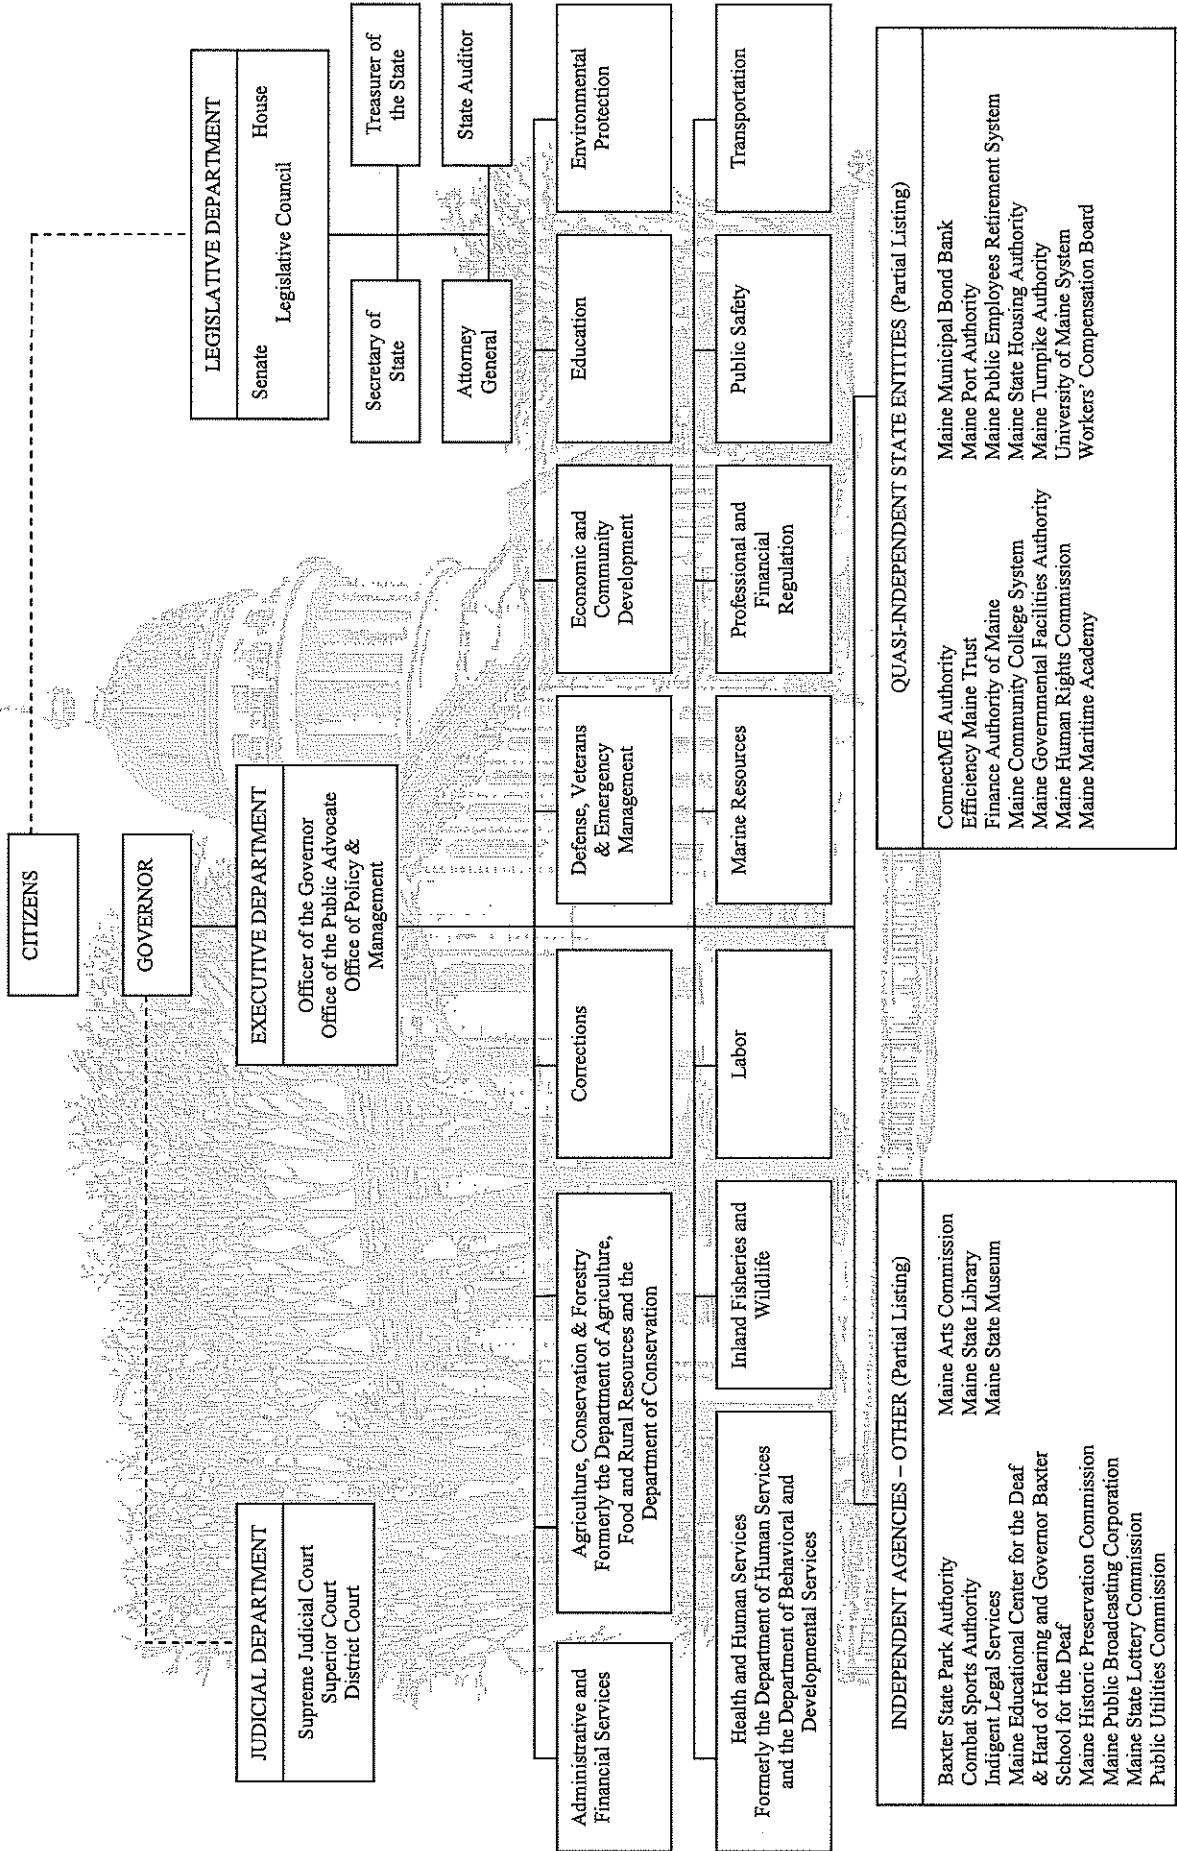 CITIZENS
GOVERNOR
JUDICIAL DEPARTMENT
Supreme Judicial Court
Superior Court
District Court
EXECUTIVE DEPARTMENT
Officer of the Governor
Office of the Public Advocate
Office of Policy &
Management
LEGISLATIVE DEPARTMENT
Senate House
Legislative Council
Secretary of
State
Treasurer of
the State
Attorney
General
State Auditor
Administrative and
Financial Services
Agriculture, Conservation & Forestry
Formerly the Department of Agriculture,
Food and Rural Resources and the
Department of Conservation
Corrections
Defense, Veterans
& Emergency
Management
Economic and
Community
Development
Education
Environmental
Protection
Health and Human Services
Formerly the Department of Human Services
and the Department of Behavioral and
Developmental Services
Inland Fisheries and
Wildlife
Labor
Marine Resources
Professional and
Financial
Regulation
Public Safety
Transportation
INDEPENDENT AGENCIES – OTHER (Partial Listing)
Baxter State Park Authority
Combat Sports Authority
Indigent Legal Services
Maine Educational Center for the Deaf
& Hard of Hearing and Governor Baxter
School for the Deaf
Maine Historic Preservation Commission
Maine Public Broadcasting Corporation
Maine State Lottery Commission
Public Utilities Commission
Maine Arts Commission
Maine State Library
Maine State Museum
QUASI-INDEPENDENT STATE ENTITIES (Partial Listing)
ConnectME Authority
Efficiency Maine Trust
Finance Authority of Maine
Maine Community College System
Maine Governmental Facilities Authority
Maine Human Rights Commission
Maine Maritime Academy
Maine Municipal Bond Bank
Maine Port Authority
Maine Public Employees Retirement System
Maine State Housing Authority
Maine Turnpike Authority
University of Maine System
Workers' Compensation Board